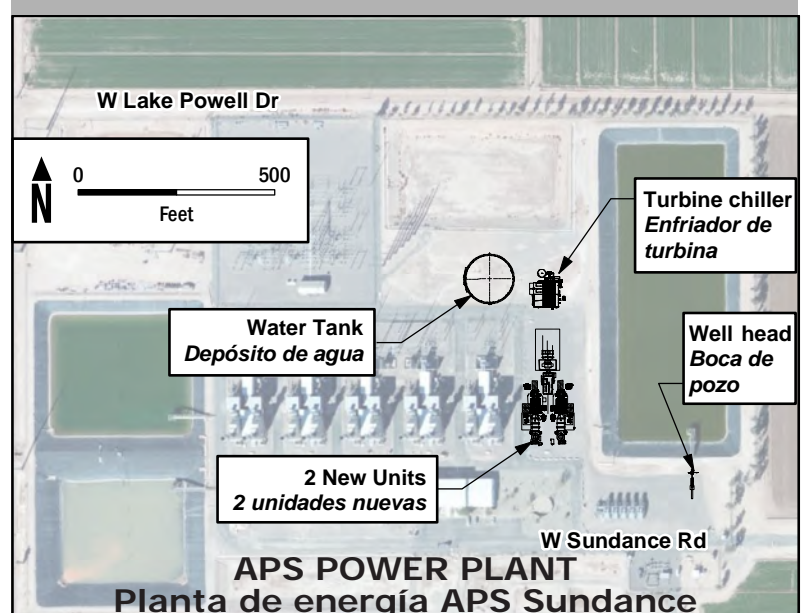 W Lake Powell Dr
0 500
Feet
N
Turbine chiller
Enfriador de
turbina
Water Tank
Depósito de agua
Well head
Boca de
pozo
2 New Units
2 unidades nuevas
W Sundance Rd
APS POWER PLANT
Planta de energía APS Sundance